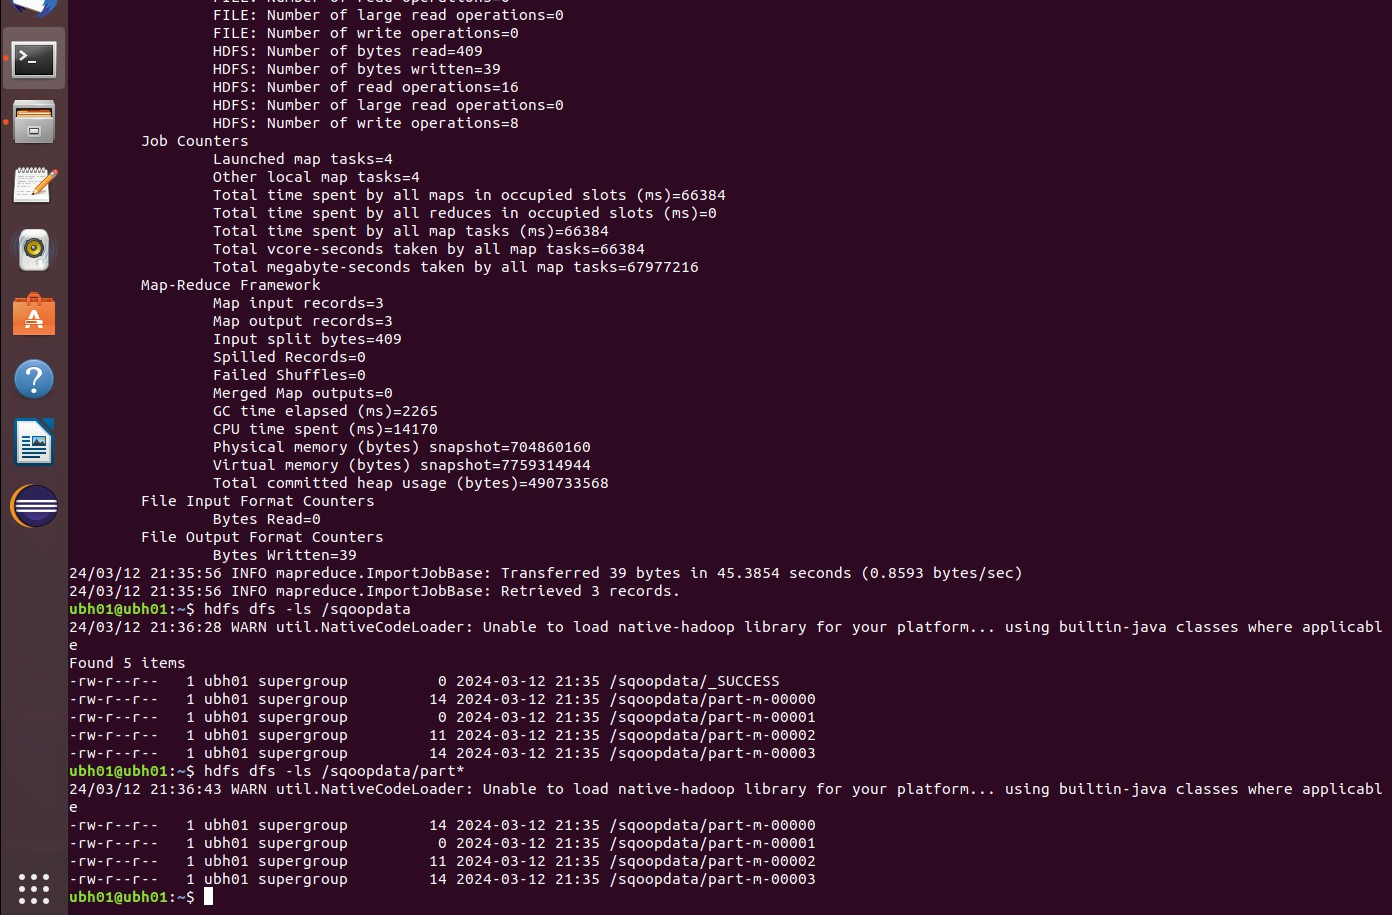 FILE: Number of read operations=0
FILE: Number of large read operations=0
FILE: Number of write operations=0
HDFS: Number of bytes read=409
HDFS: Number of bytes written=39
HDFS: Number of read operations=16
HDFS: Number of large read operations=0
HDFS: Number of write operations=8
Job Counters
Launched map tasks=4
Other local map tasks=4
Total time spent by all maps in occupied slots (ms)=66384
Total time spent by all reduces in occupied slots (ms)=0
Total time spent by all map tasks (ms)=66384
Total vcore-seconds taken by all map tasks=66384
Total megabyte-seconds taken by all map tasks=67977216
Map-Reduce Framework
Map input records=3
Map output records=3
Input split bytes=409
Spilled Records=0
Failed Shuffles=0
Merged Map outputs=0
GC time elapsed (ms)=2265
CPU time spent (ms)=14170
Physical memory (bytes) snapshot=704860160
Virtual memory (bytes) snapshot=7759314944
Total committed heap usage (bytes)=490733568
File Input Format Counters
Bytes Read=0
File Output Format Counters
Bytes Written=39
24/03/12 21:35:56 INFO mapreduce.ImportJobBase: Transferred 39 bytes in 45.3854 seconds (0.8593 bytes/sec)
24/03/12 21:35:56 INFO mapreduce.ImportJobBase: Retrieved 3 records.
ubh01@ubh01:~$ hdfs dfs -ls /sqoopdata
24/03/12 21:36:28 WARN util.NativeCodeLoader: Unable to load native-hadoop library for your platform... using builtin-java classes where applicabl
e
Found 5 items
-rw-r--r--   1 ubh01 supergroup          0 2024-03-12 21:35 /sqoopdata/_SUCCESS
-rw-r--r--   1 ubh01 supergroup         14 2024-03-12 21:35 /sqoopdata/part-m-00000
-rw-r--r--   1 ubh01 supergroup          0 2024-03-12 21:35 /sqoopdata/part-m-00001
-rw-r--r--   1 ubh01 supergroup         11 2024-03-12 21:35 /sqoopdata/part-m-00002
-rw-r--r--   1 ubh01 supergroup         14 2024-03-12 21:35 /sqoopdata/part-m-00003
ubh01@ubh01:~$ hdfs dfs -ls /sqoopdata/part*
24/03/12 21:36:43 WARN util.NativeCodeLoader: Unable to load native-hadoop library for your platform... using builtin-java classes where applicabl
e
-rw-r--r--   1 ubh01 supergroup         14 2024-03-12 21:35 /sqoopdata/part-m-00000
-rw-r--r--   1 ubh01 supergroup          0 2024-03-12 21:35 /sqoopdata/part-m-00001
-rw-r--r--   1 ubh01 supergroup         11 2024-03-12 21:35 /sqoopdata/part-m-00002
-rw-r--r--   1 ubh01 supergroup         14 2024-03-12 21:35 /sqoopdata/part-m-00003
ubh01@ubh01:~$